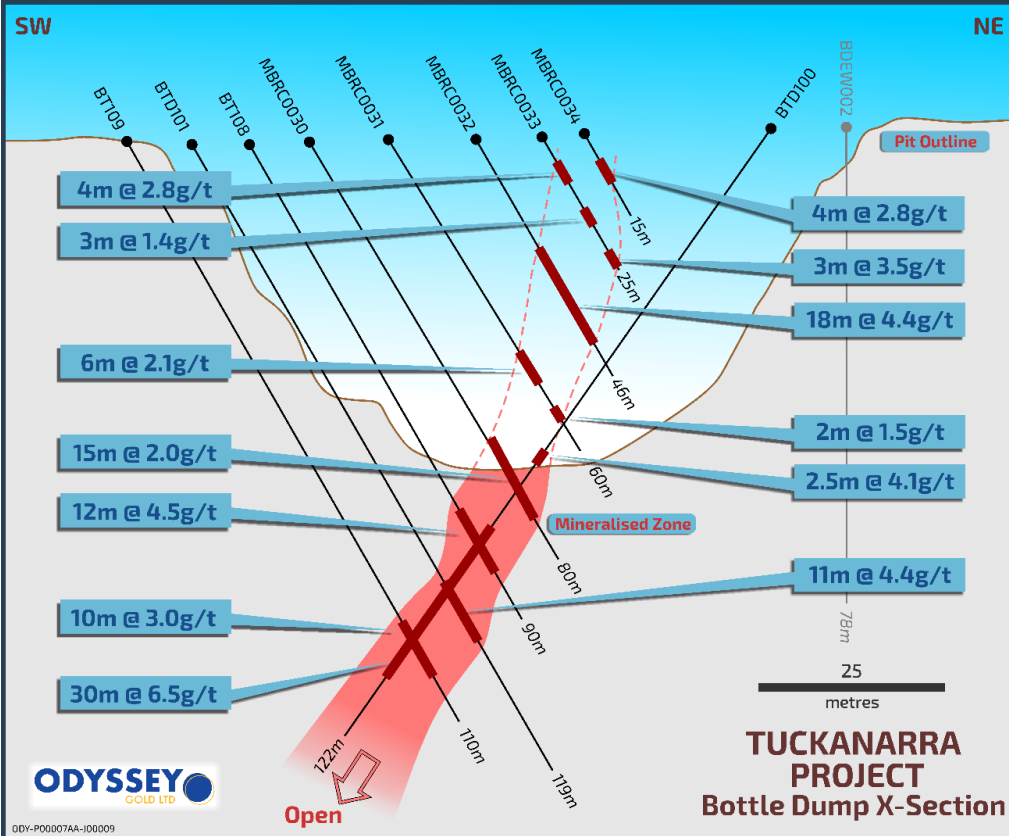 SW
NE
BT109
BTD101
BT108
MBRC0030
MBRC0031
MBRC0032
MBRC0033
MBRC0034
BTD100
BDEW002
Pit Outline
4m @ 2.8g/t
3m @ 1.4g/t
6m @ 2.1g/t
15m @ 2.0g/t
12m @ 4.5g/t
10m @ 3.0g/t
30m @ 6.5g/t
4m @ 2.8g/t
3m @ 3.5g/t
18m @ 4.4g/t
2m @ 1.5g/t
2.5m @ 4.1g/t
11m @ 4.4g/t
15m
25m
46m
60m
80m
90m
119m
110m
122m
78m
Mineralised Zone
Open
25
metres
TUCKANARRA
PROJECT
Bottle Dump X-Section
ODYSSEY
GOLD LTD
ODY-P00007AA-J00009